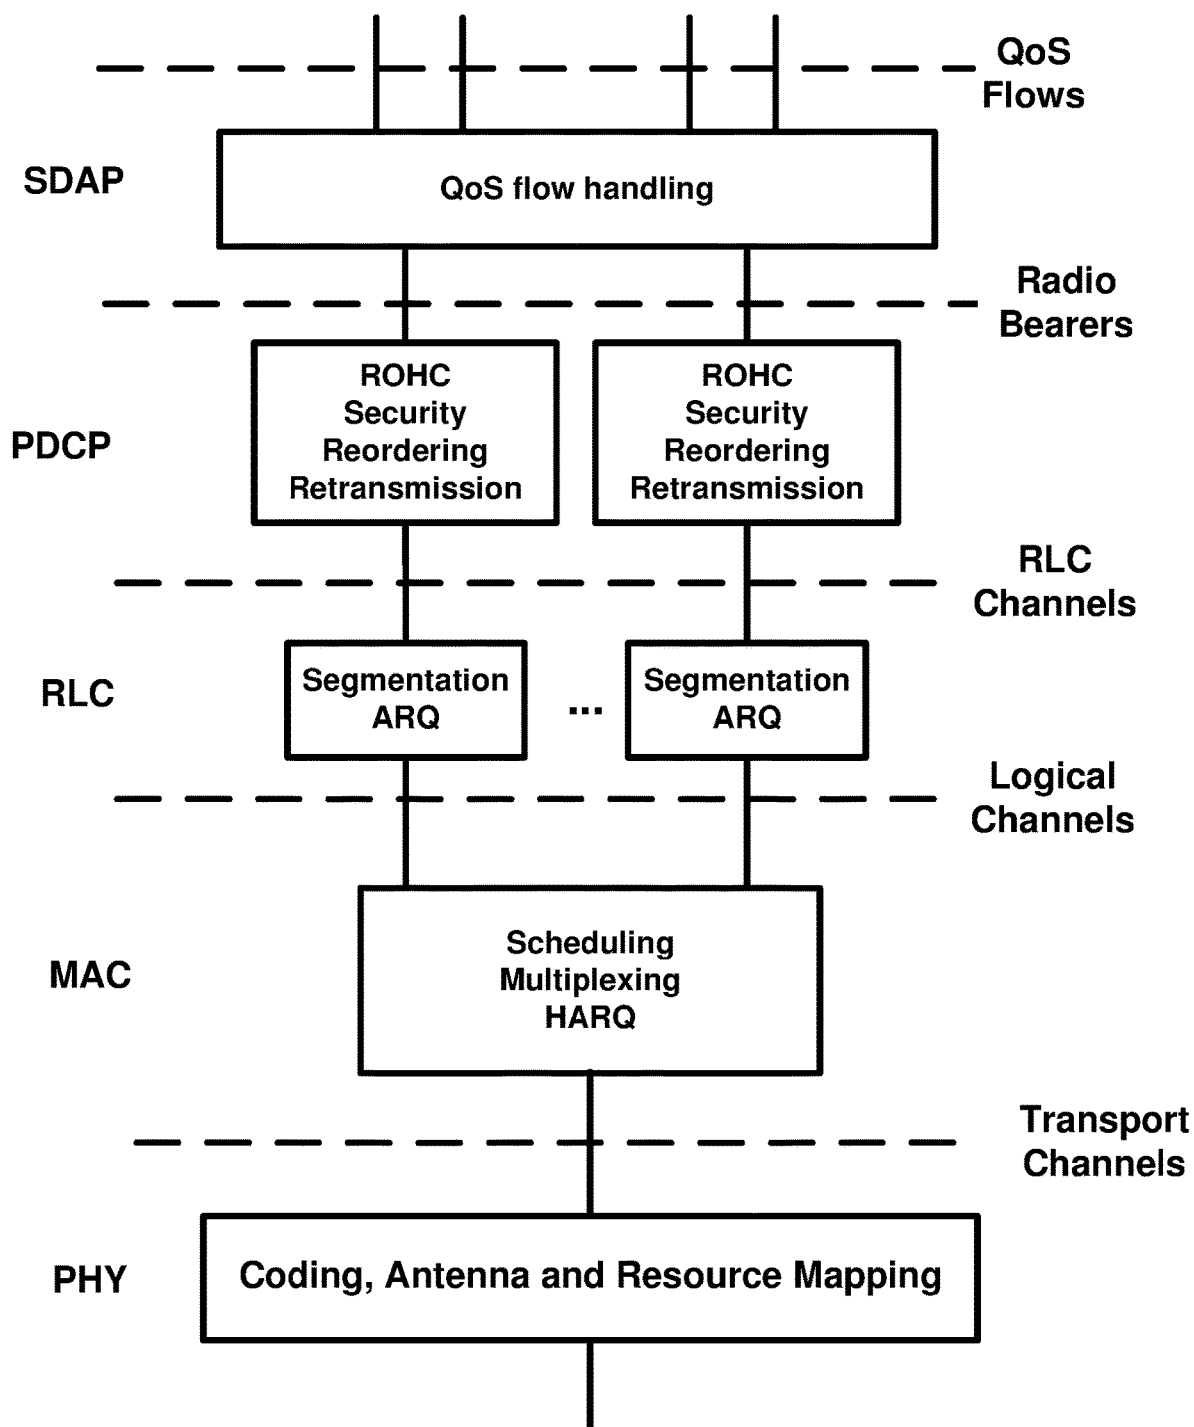 QoS
Flows
SDAP
QoS flow handling
Radio
Bearers
PDCP
ROHC
Security
Reordering
Retransmission
ROHC
Security
Reordering
Retransmission
RLC
Channels
RLC
Segmentation
ARQ
...
Segmentation
ARQ
Logical
Channels
MAC
Scheduling
Multiplexing
HARQ
Transport
Channels
PHY
Coding, Antenna and Resource Mapping